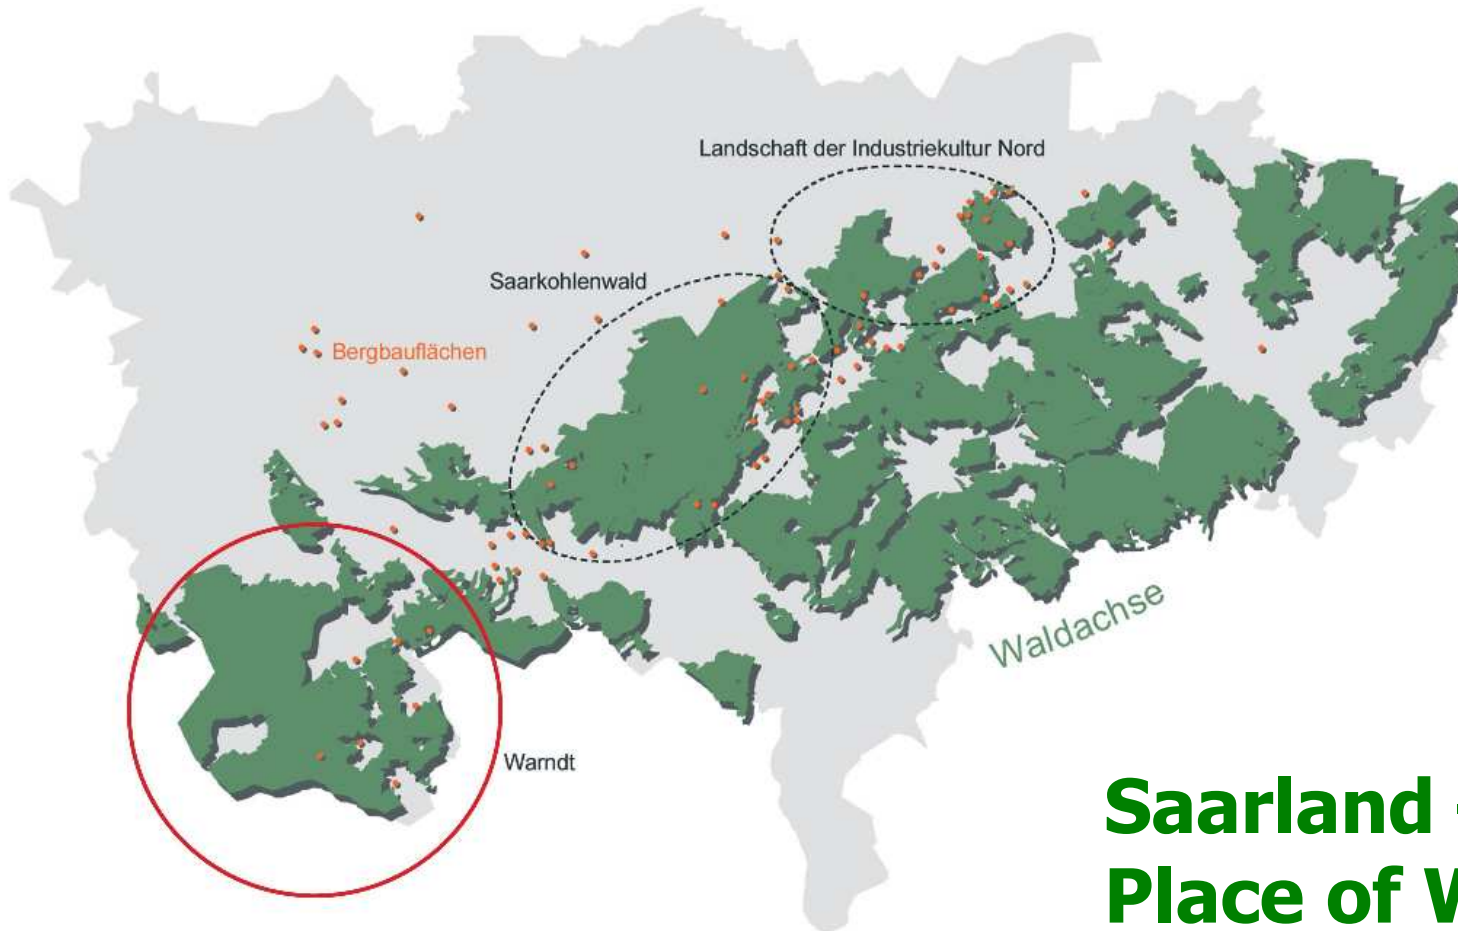 Landschaft der Industriekultur Nord
Saarkohlenwald
Bergbauflächen
Waldachse
Warndt
Saarland
Place of